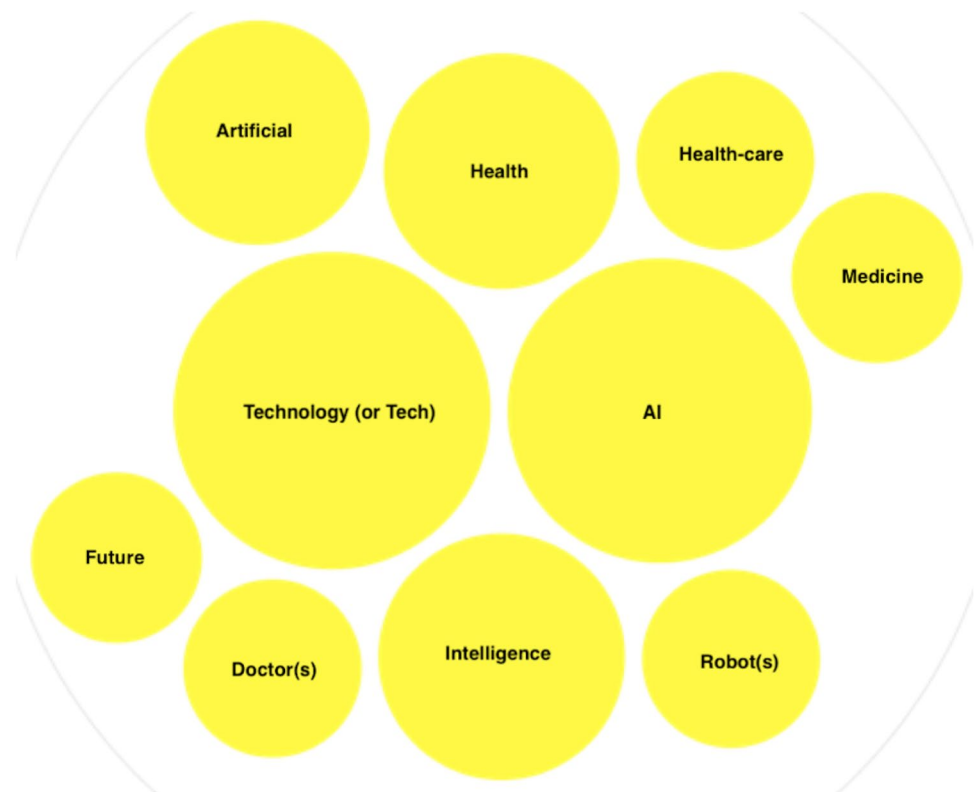 Artificial
Health
Health-care
Medicine
Technology (or Tech)
AI
Future
Doctor(s)
Intelligence
Robot(s)